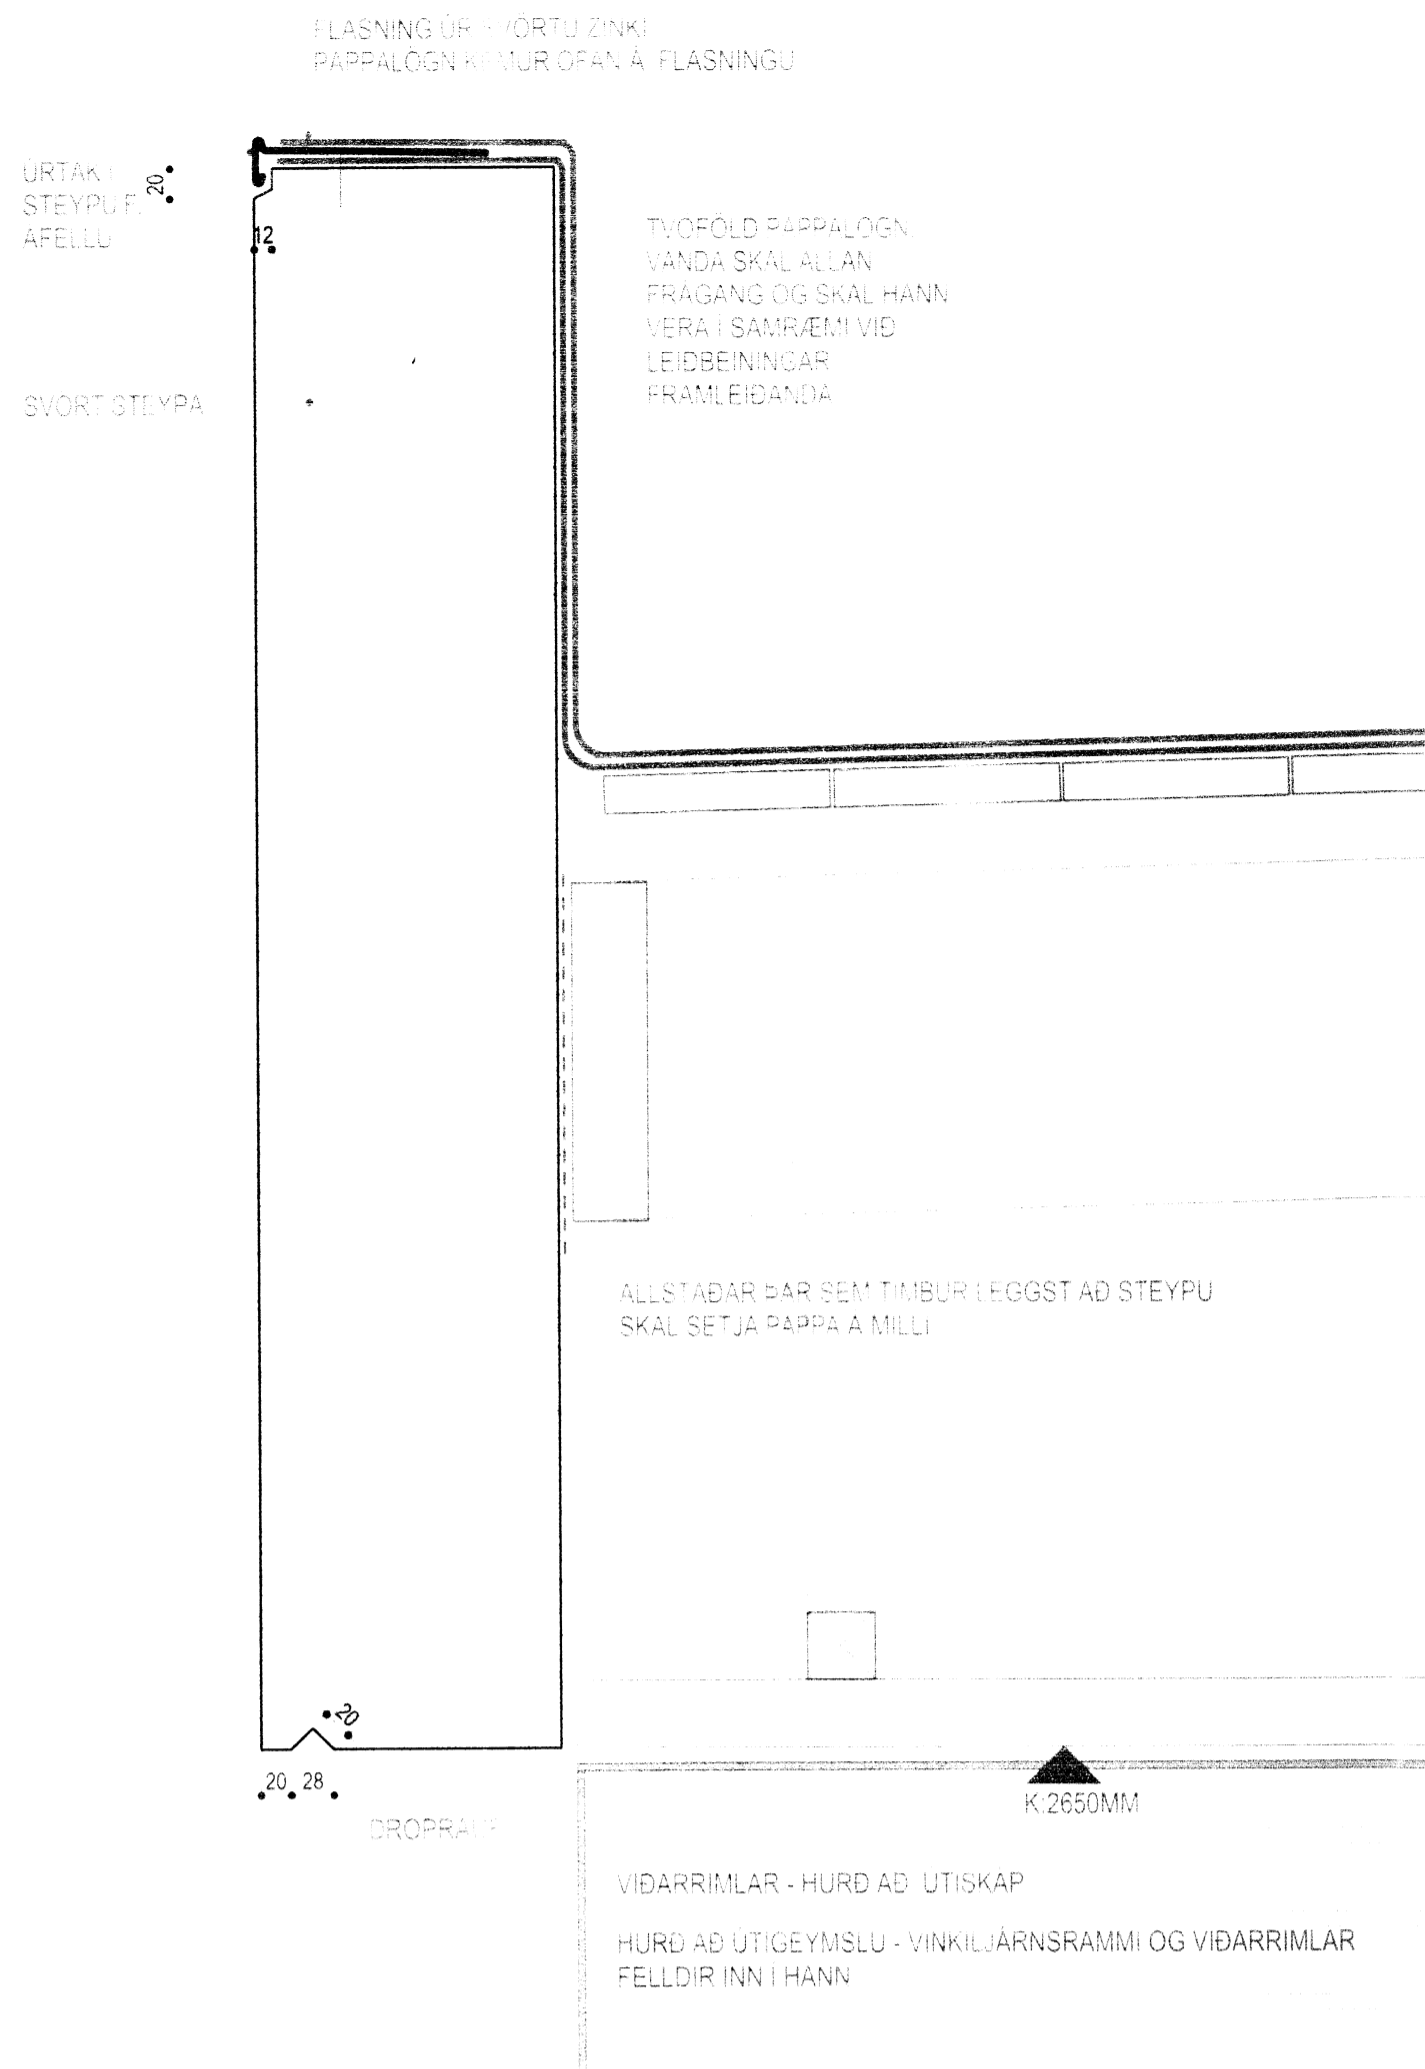 FLASNING ÚR SVÖRTU ZINKI
PAPPALÖGN KEMUR OFAN Á FLASNINGU
ÚRTAK Í
STEYPU F.
ÁFELLU
20
12
TVÖFÖLD PAPPALÖGN.
VANDA SKAL ALLAN
FRÁGANG OG SKAL HANN
VERA Í SAMRÆMI VIÐ
LEIÐBEININGAR
FRAMLEIÐANDA
SVÖRT STEYPA
ALLSTAÐAR ÞAR SEM TIMBUR LEGGST AÐ STEYPU
SKAL SETJA PAPPA Á MILLI
20
20 28
K:2650MM
VIÐARRIMLAR - HURÐ AÐ ÚTISKÁP
HURÐ AÐ ÚTIGEYMSLU - VINKILJÁRNSRAMMI OG VIÐARRIMLAR
FELLDIR INN Í HANN